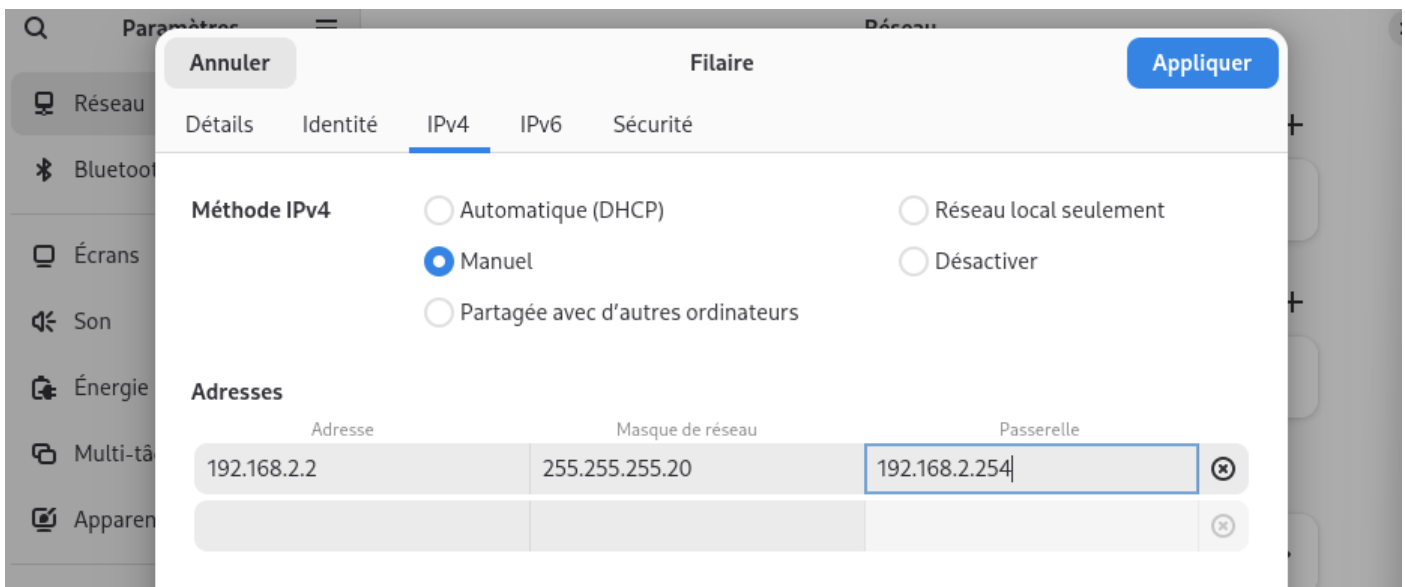 Paramètres
Réseau
Annuler
Filaire
Appliquer
Réseau
Détails
Identité
IPv4
IPv6
Sécurité
Bluetoot
Méthode IPv4
Automatique (DHCP)
Réseau local seulement
Manuel
Désactiver
Partagée avec d’autres ordinateurs
Écrans
Son
Énergie
Multi-tâ
Apparen
Adresses
Adresse
Masque de réseau
Passerelle
192.168.2.2
255.255.255.20
192.168.2.254